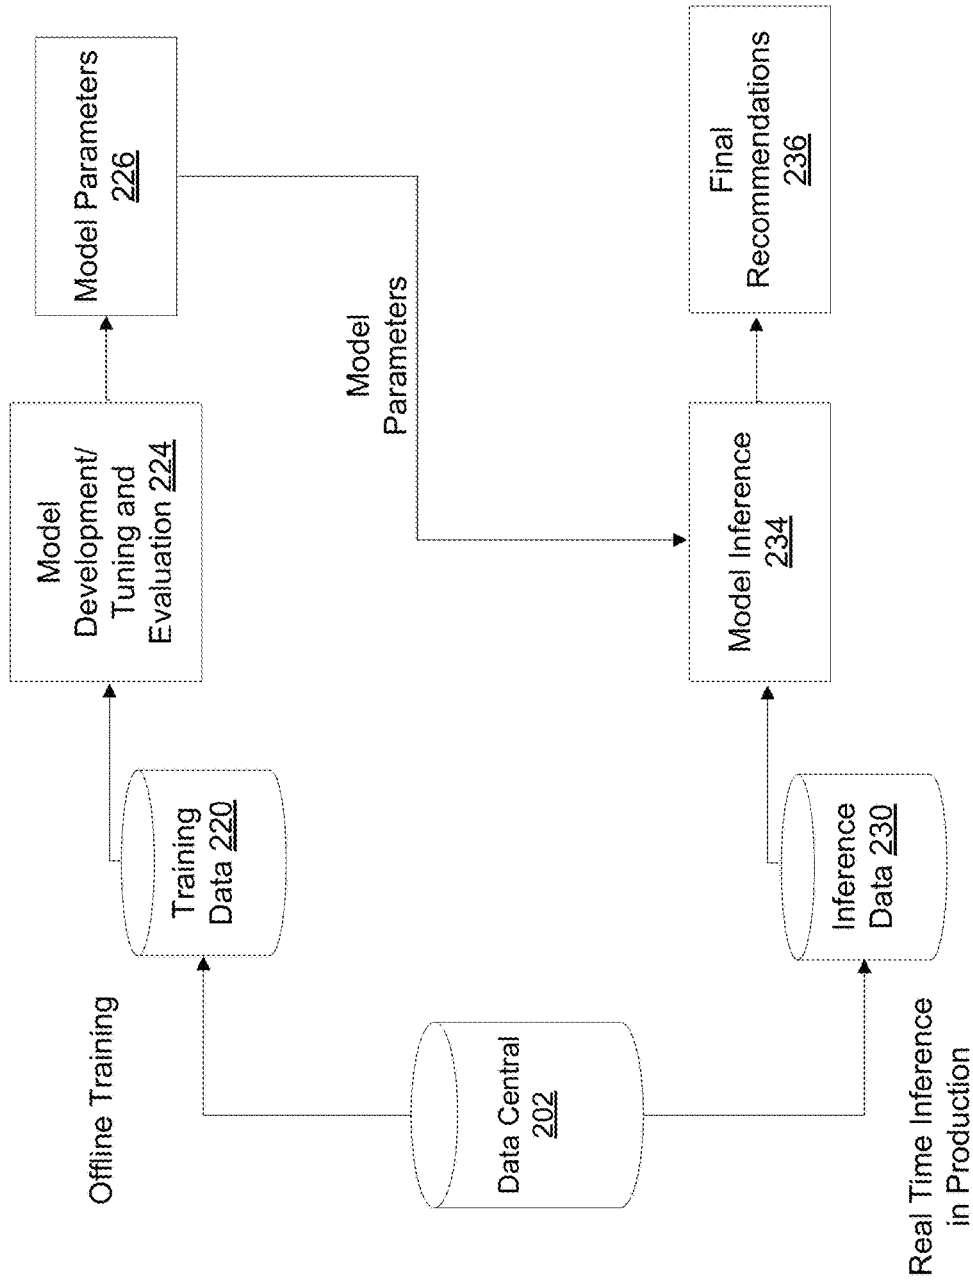 Offline Training
Training
Data 220
Model
Development/
Tuning and
Evaluation 224
Model Parameters
226
Data Central
202
Model
Parameters
Real Time Inference
in Production
Inference
Data 230
Model Inference
234
Final
Recommendations
236